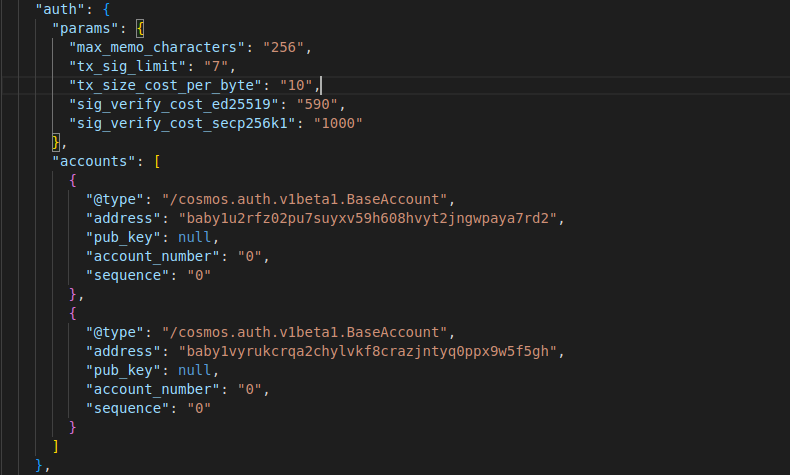 "auth": {
"params": {
"max_memo_characters": "256",
"tx_sig_limit": "7",
"tx_size_cost_per_byte": "10",
"sig_verify_cost_ed25519": "590",
"sig_verify_cost_secp256k1": "1000"
},
"accounts": [
{
"@type": "/cosmos.auth.v1beta1.BaseAccount",
"address": "baby1u2rfz02pu7suyxv59h608hvyt2jngwpaya7rd2",
"pub_key": null,
"account_number": "0",
"sequence": "0"
},
{
"@type": "/cosmos.auth.v1beta1.BaseAccount",
"address": "baby1vyrukcrqa2chylvkf8crazjntyq0ppx9w5f5gh",
"pub_key": null,
"account_number": "0",
"sequence": "0"
}
]
},